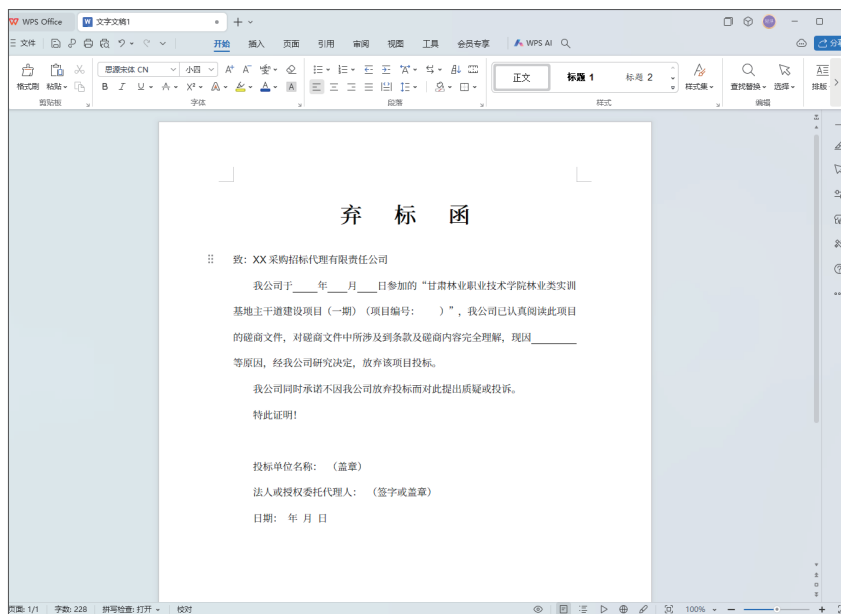 WPS Office 文字文稿1
文件 开始 插入 页面 引用 审阅 视图 工具 会员专享 WPS AI 分享
格式刷 粘贴 思源宋体 CN 小四 正文 标题 1 标题 2 样式集 查找替换 选择 排版
剪贴板 字体 段落 样式 编辑
弃 标 函
致：XX 采购招标代理有限责任公司
我公司于____年____月____日参加的“甘肃林业职业技术学院林业类实训
基地主干道建设项目（一期）（项目编号： ）”，我公司已认真阅读此项目
的磋商文件，对磋商文件中所涉及到条款及磋商内容完全理解，现因________
等原因，经我公司研究决定，放弃该项目投标。
我公司同时承诺不因我公司放弃投标而对此提出质疑或投诉。
特此证明！
投标单位名称： （盖章）
法人或授权委托代理人： （签字或盖章）
日期： 年 月 日
页面: 1/1 字数: 228 拼写检查: 打开 校对 100%